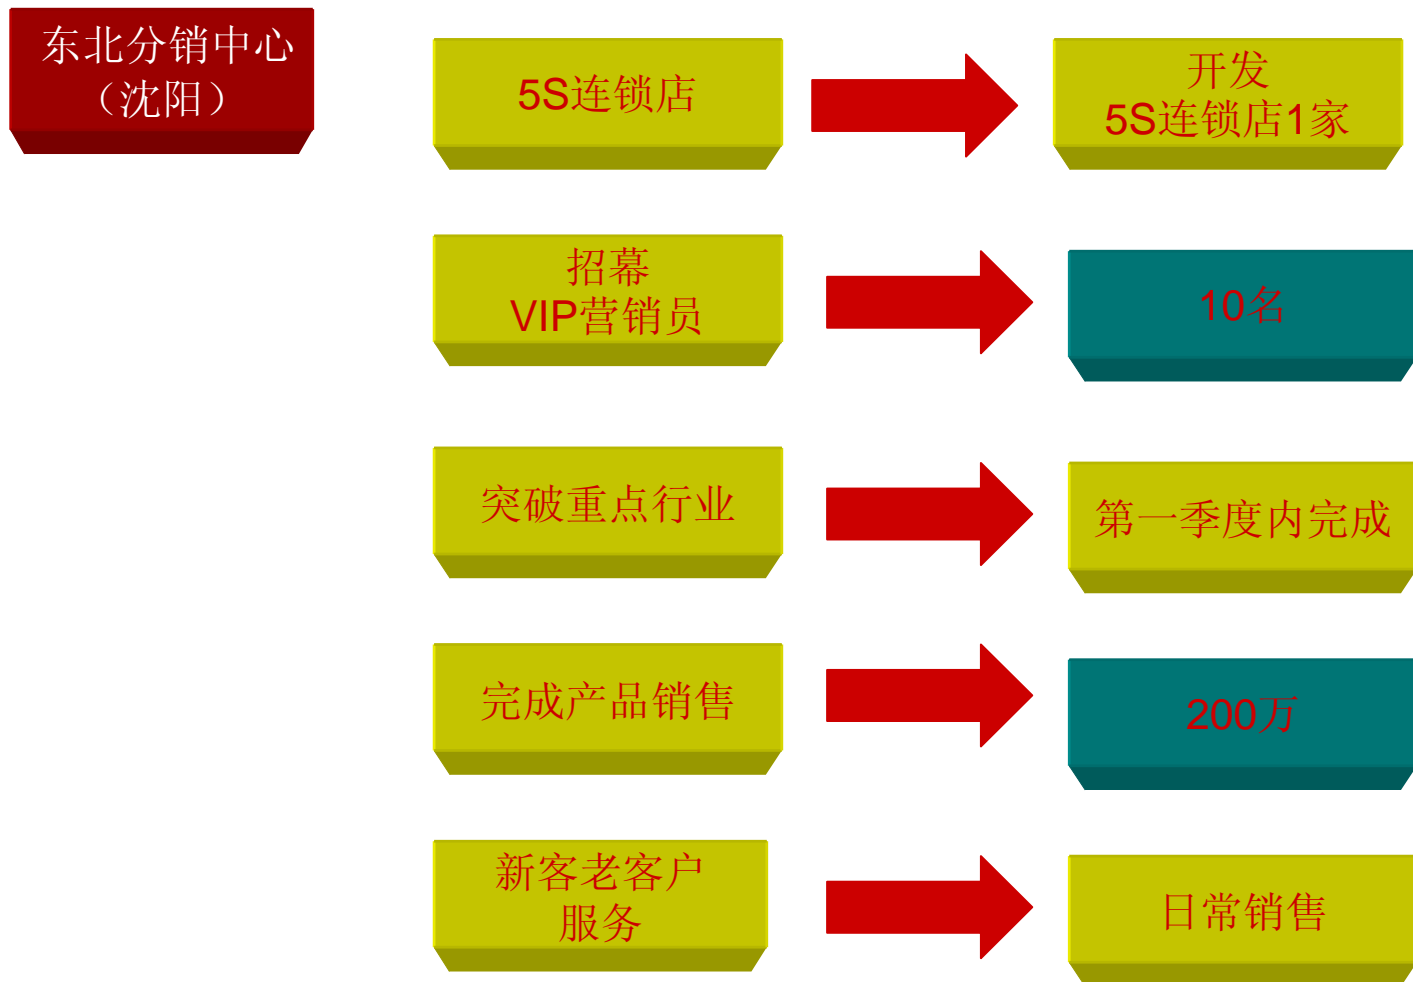 东北分销中心
（沈阳）
5S连锁店
开发
5S连锁店1家
招幕
VIP营销员
10名
突破重点行业
第一季度内完成
完成产品销售
200万
新客老客户
服务
日常销售